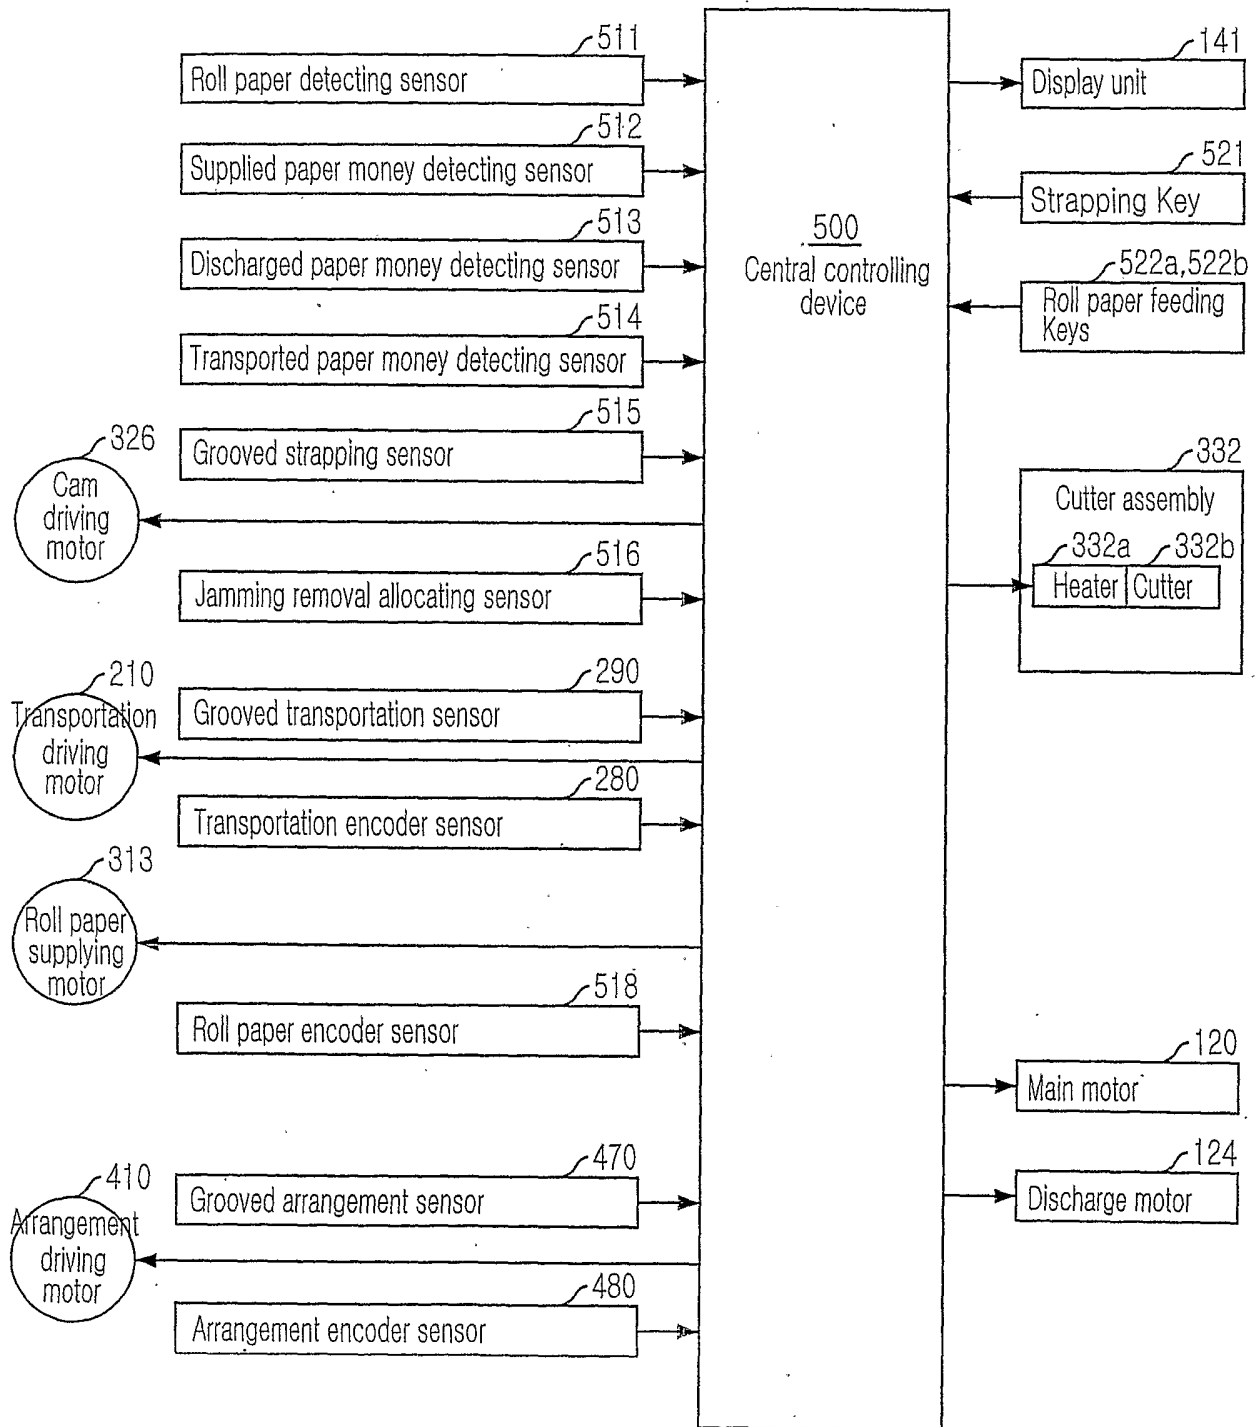 511
Roll paper detecting sensor
512
Supplied paper money detecting sensor
513
Discharged paper money detecting sensor
514
Transported paper money detecting sensor
515
Grooved strapping sensor
326
Cam
driving
motor
516
Jamming removal allocating sensor
210
Transportation
driving
motor
290
Grooved transportation sensor
280
Transportation encoder sensor
313
Roll paper
supplying
motor
518
Roll paper encoder sensor
410
Arrangement
driving
motor
470
Grooved arrangement sensor
480
Arrangement encoder sensor
500
Central controlling
device
141
Display unit
521
Strapping Key
522a,522b
Roll paper feeding
Keys
332
Cutter assembly
332a 332b
Heater Cutter
120
Main motor
124
Discharge motor